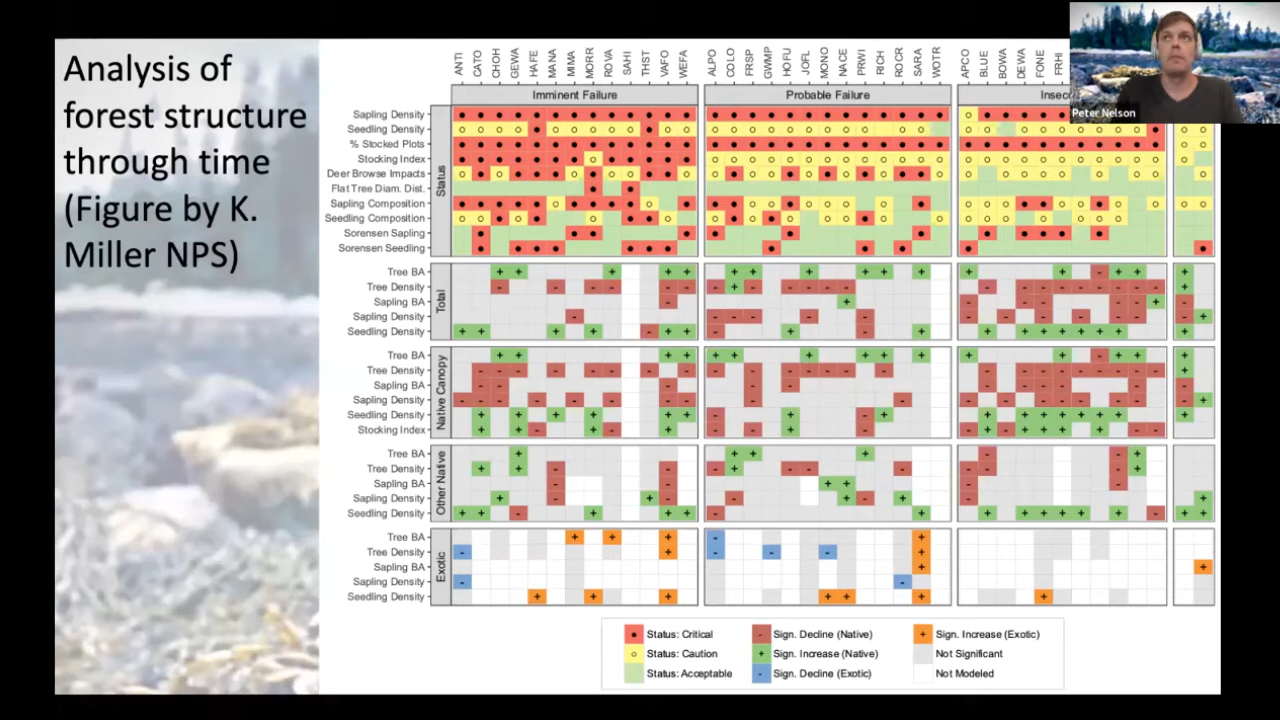 Analysis of
forest structure
through time
(Figure by K.
Miller NPS)
ANTI CATO CHOH GEWA HAFE MANA MIMA MORR ROVA SAHI THST VAFO WEFA ALPO COLO FRSP GWMP HOFU JOFL MONO NACE PRWI RICH ROCR SARA WOTR APCO BLUE BOWA DEWA FONE FRHI
Peter Nelson
Imminent Failure Probable Failure
Status
Sapling Density
Seedling Density
% Stocked Plots
Stocking Index
Deer Browse Impacts
Flat Tree Diam. Dist.
Sapling Composition
Seedling Composition
Sorensen Sapling
Sorensen Seedling
Total
Tree BA
Tree Density
Sapling BA
Sapling Density
Seedling Density
Native Canopy
Tree BA
Tree Density
Sapling BA
Sapling Density
Seedling Density
Stocking Index
Other Native
Tree BA
Tree Density
Sapling BA
Sapling Density
Seedling Density
Exotic
Tree BA
Tree Density
Sapling BA
Sapling Density
Seedling Density
Status: Critical
Status: Caution
Status: Acceptable
Sign. Decline (Native)
Sign. Increase (Native)
Sign. Decline (Exotic)
Sign. Increase (Exotic)
Not Significant
Not Modeled